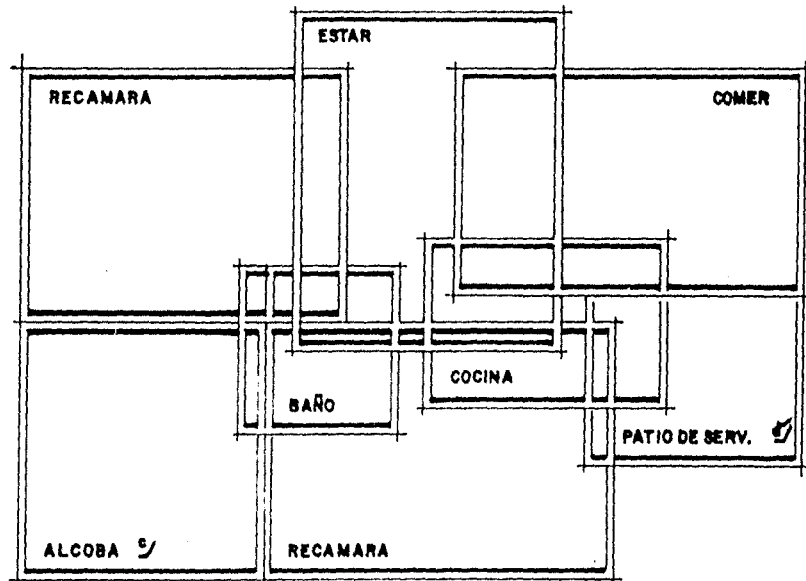 ESTAR
RECAMARA
COMER
COCINA
BAÑO
PATIO DE SERV.
ALCOBA
RECAMARA